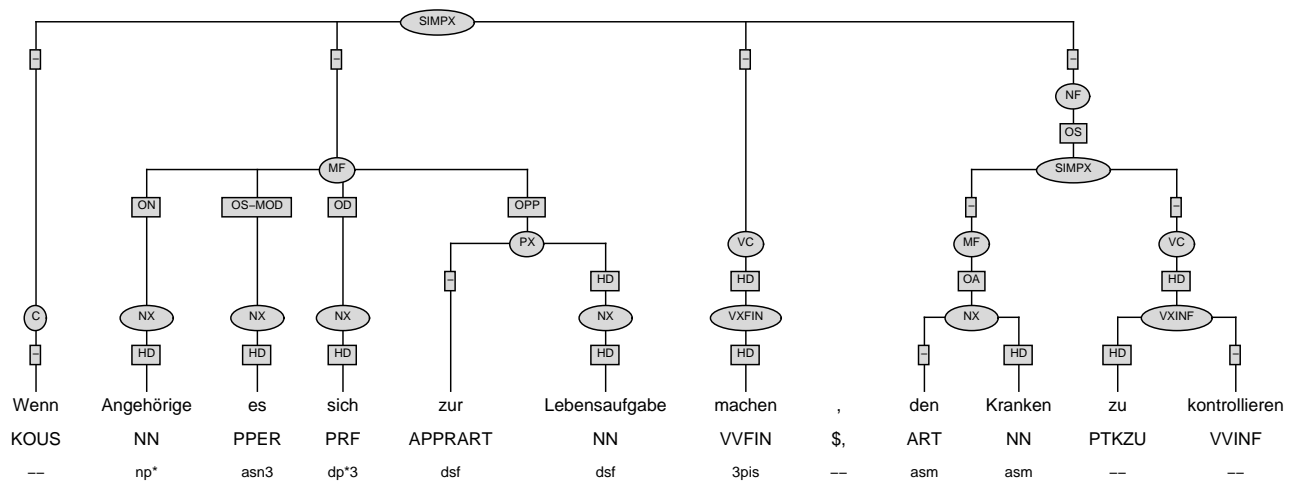 SIMPX
– – – –
NF
OS
MF SIMPX
ON OS–MOD OD OPP – –
PX VC MF VC
– HD HD OA HD
C NX NX NX NX VXFIN NX VXINF
– HD HD HD HD HD – HD HD –
Wenn Angehörige es sich zur Lebensaufgabe machen , den Kranken zu kontrollieren
KOUS NN PPER PRF APPRART NN VVFIN $, ART NN PTKZU VVINF
–– np* asn3 dp*3 dsf dsf 3pis –– asm asm –– ––